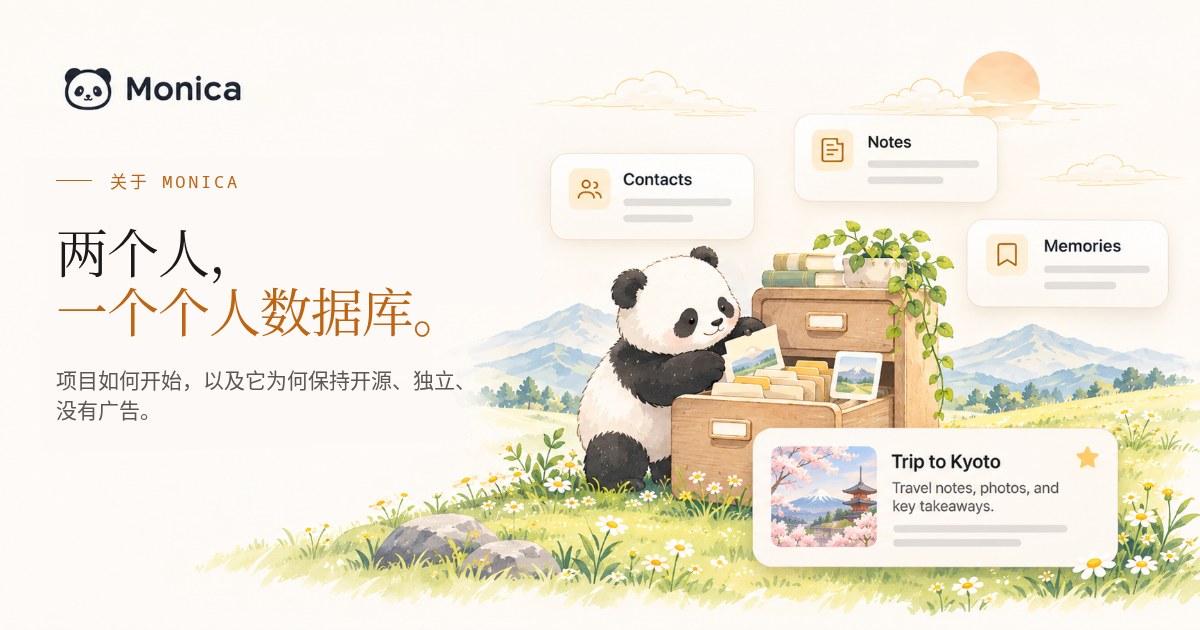 Monica
关于 MONICA
两个人，
一个个人数据库。
项目如何开始，以及它为何保持开源、独立、
没有广告。
Contacts
Notes
Memories
Trip to Kyoto
Travel notes, photos, and
key takeaways.